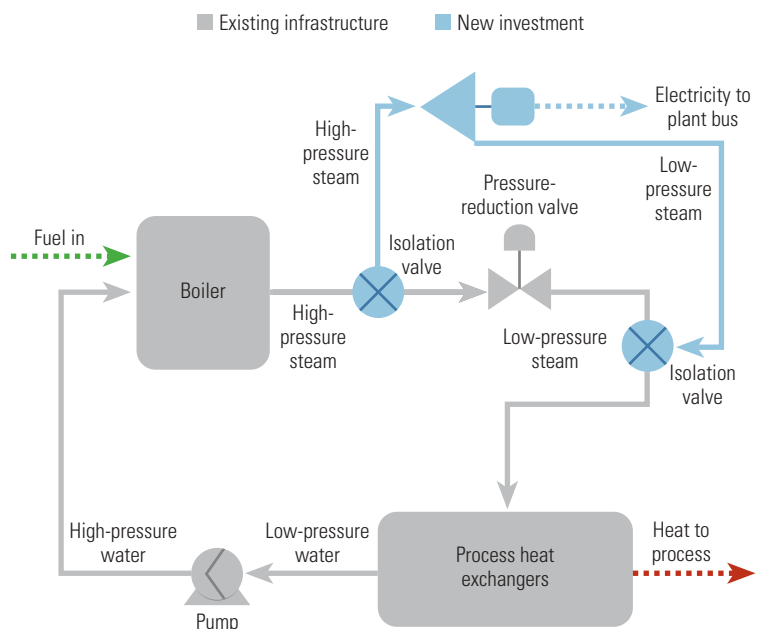 Existing infrastructure
New investment
Electricity to
plant bus
High-
pressure
steam
Low-
pressure
steam
Pressure-
reduction valve
Fuel in
Isolation
valve
Boiler
High-
pressure
steam
Low-pressure
steam
Isolation
valve
High-pressure
water
Low-pressure
water
Process heat
exchangers
Heat to
process
Pump